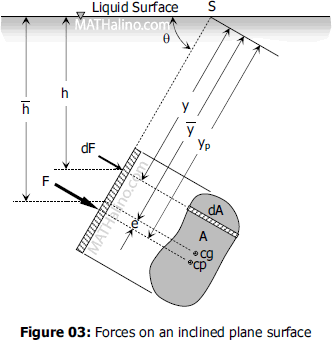 Liquid Surface
S
MATHalino.com
θ
h
h̅
y
y̅
yₚ
dF
F
MATHalino.com
dA
e
A
cg
cp
Figure 03: Forces on an inclined plane surface